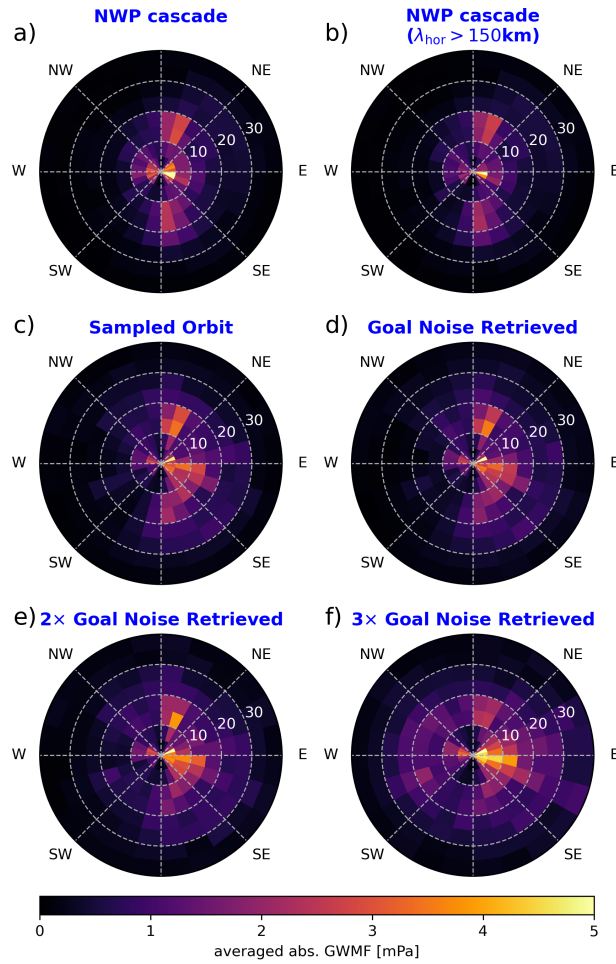 a) NWP cascade
b) NWP cascade
(λhor > 150km)
NW NE
W E
SW SE
10 20 30
NW NE
W E
SW SE
10 20 30
c) Sampled Orbit
d) Goal Noise Retrieved
NW NE
W E
SW SE
10 20 30
NW NE
W E
SW SE
10 20 30
e) 2× Goal Noise Retrieved
f) 3× Goal Noise Retrieved
NW NE
W E
SW SE
10 20 30
NW NE
W E
SW SE
10 20 30
0 1 2 3 4 5
averaged abs. GWMF [mPa]